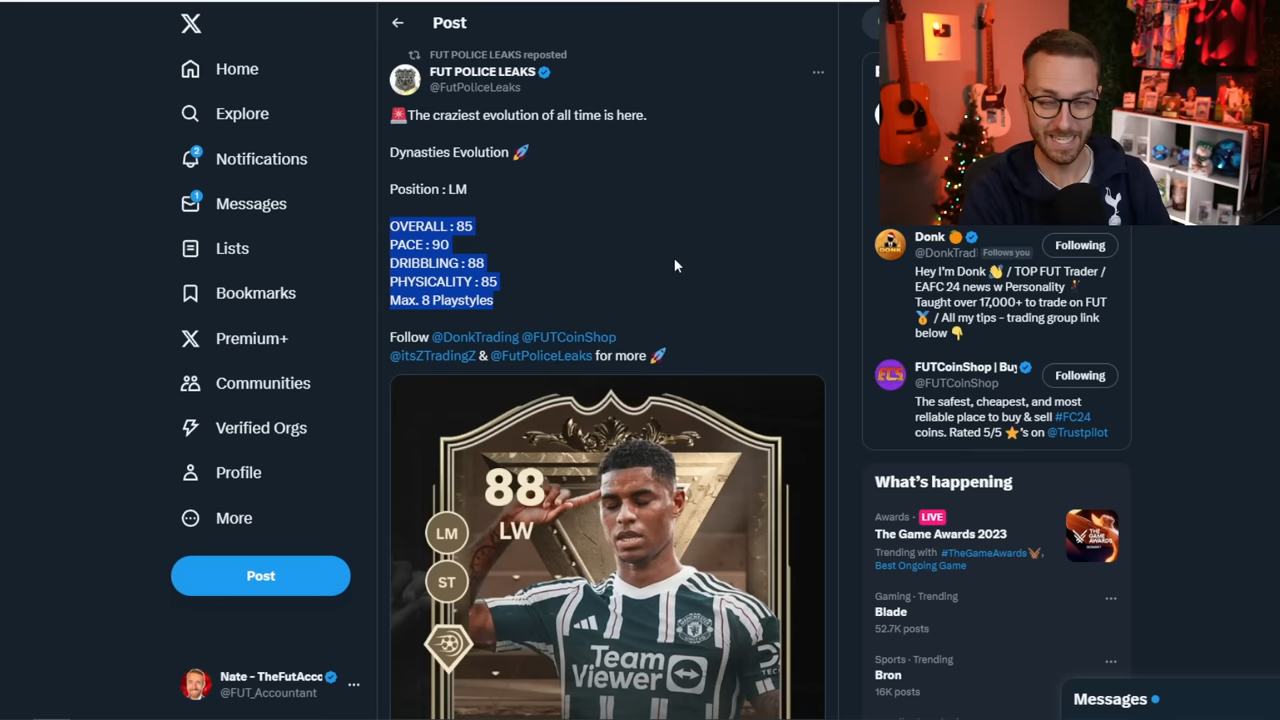 Home
Explore
2
Notifications
1
Messages
Lists
Bookmarks
Premium+
Communities
Verified Orgs
Profile
More
Post
Nate - TheFutAccc
@FUT_Accountant
Post
FUT POLICE LEAKS reposted
FUT POLICE LEAKS
@FutPoliceLeaks
🚨The craziest evolution of all time is here.
Dynasties Evolution 🚀
Position : LM
OVERALL : 85
PACE : 90
DRIBBLING : 88
PHYSICALITY : 85
Max. 8 Playstyles
Follow @DonkTrading @FUTCoinShop
@itsZTradingZ & @FutPoliceLeaks for more 🚀
88
LW
LM
ST
Team
Viewer
Donk 🍊
@DonkTrad Follows you
Following
Hey I'm Donk 👋 / TOP FUT Trader /
EAFC 24 news w Personality 🕺
Taught over 17,000+ to trade on FUT
🥇 / All my tips - trading group link
below 👇
FUTCoinShop | Buy
@FUTCoinShop
Following
The safest, cheapest, and most
reliable place to buy & sell #FC24
coins. Rated 5/5 ⭐'s on @Trustpilot
What's happening
Awards · LIVE
The Game Awards 2023
Trending with #TheGameAwards,
Best Ongoing Game
Gaming · Trending
Blade
52.7K posts
Sports · Trending
Bron
16K posts
Messages